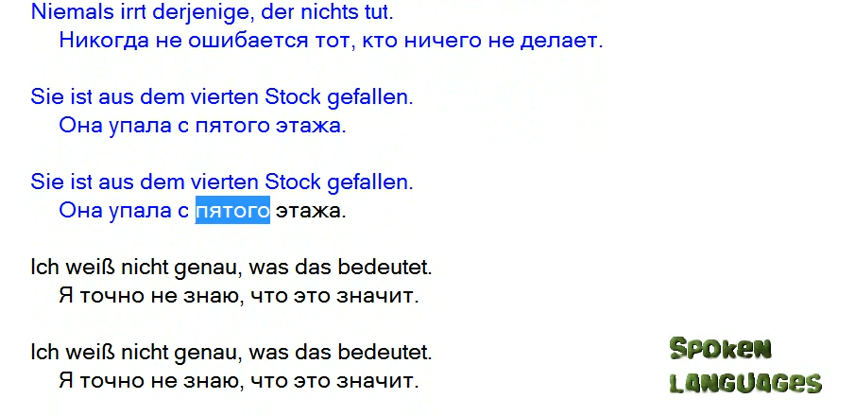 Niemals irrt derjenige, der nichts tut.
Никогда не ошибается тот, кто ничего не делает.
Sie ist aus dem vierten Stock gefallen.
Она упала с пятого этажа.
Sie ist aus dem vierten Stock gefallen.
Она упала с пятого этажа.
Ich weiß nicht genau, was das bedeutet.
Я точно не знаю, что это значит.
Ich weiß nicht genau, was das bedeutet.
Я точно не знаю, что это значит.
SPOKEN
LANGUAGES